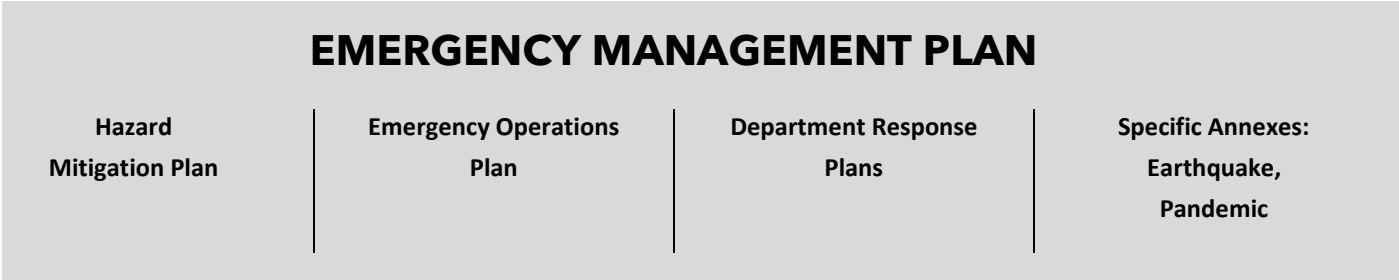 EMERGENCY MANAGEMENT PLAN
Hazard
Mitigation Plan
Emergency Operations
Plan
Department Response
Plans
Specific Annexes:
Earthquake,
Pandemic